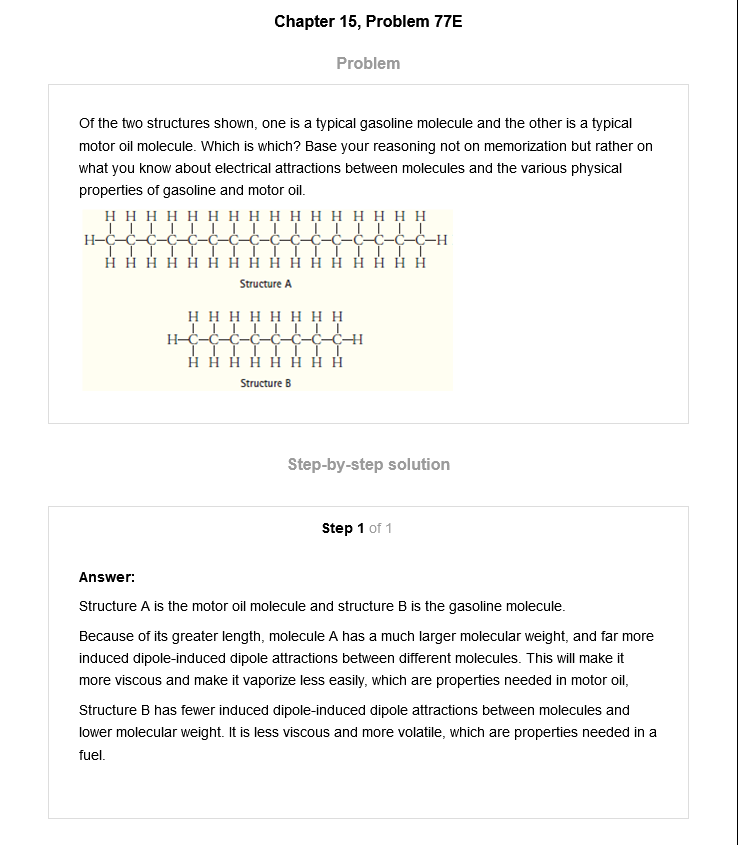 Chapter 15, Problem 77E
Problem
Of the two structures shown, one is a typical gasoline molecule and the other is a typical
motor oil molecule. Which is which? Base your reasoning not on memorization but rather on
what you know about electrical attractions between molecules and the various physical
properties of gasoline and motor oil.
H H H H H H H H H H H H H H H H
H–C–C–C–C–C–C–C–C–C–C–C–C–C–C–C–C–H
H H H H H H H H H H H H H H H H
Structure A
H H H H H H H H
H–C–C–C–C–C–C–C–C–H
H H H H H H H H
Structure B
Step-by-step solution
Step 1 of 1
Answer:
Structure A is the motor oil molecule and structure B is the gasoline molecule.
Because of its greater length, molecule A has a much larger molecular weight, and far more
induced dipole-induced dipole attractions between different molecules. This will make it
more viscous and make it vaporize less easily, which are properties needed in motor oil,
Structure B has fewer induced dipole-induced dipole attractions between molecules and
lower molecular weight. It is less viscous and more volatile, which are properties needed in a
fuel.